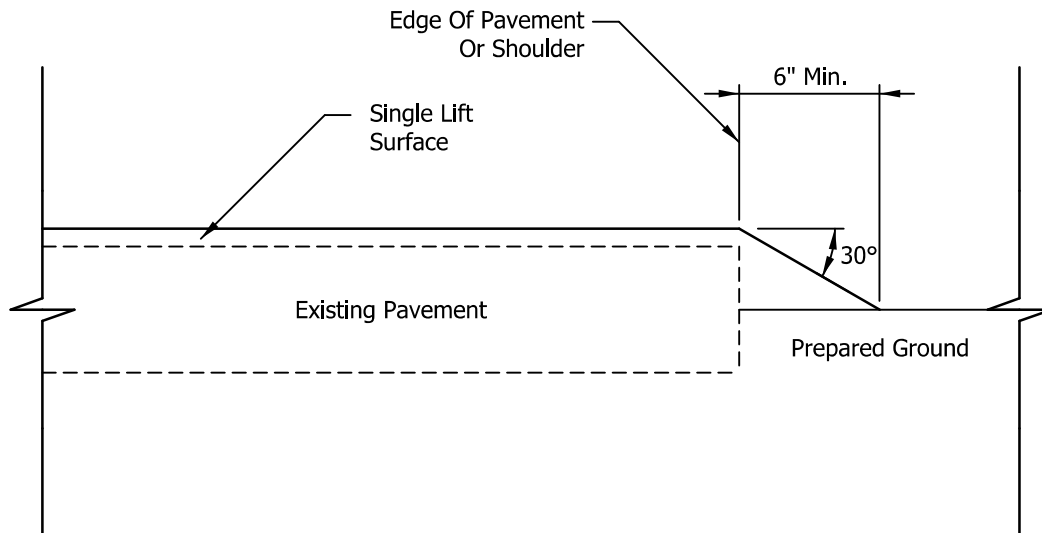 Edge Of Pavement
Or Shoulder
6" Min.
Single Lift
Surface
30°
Existing Pavement
Prepared Ground